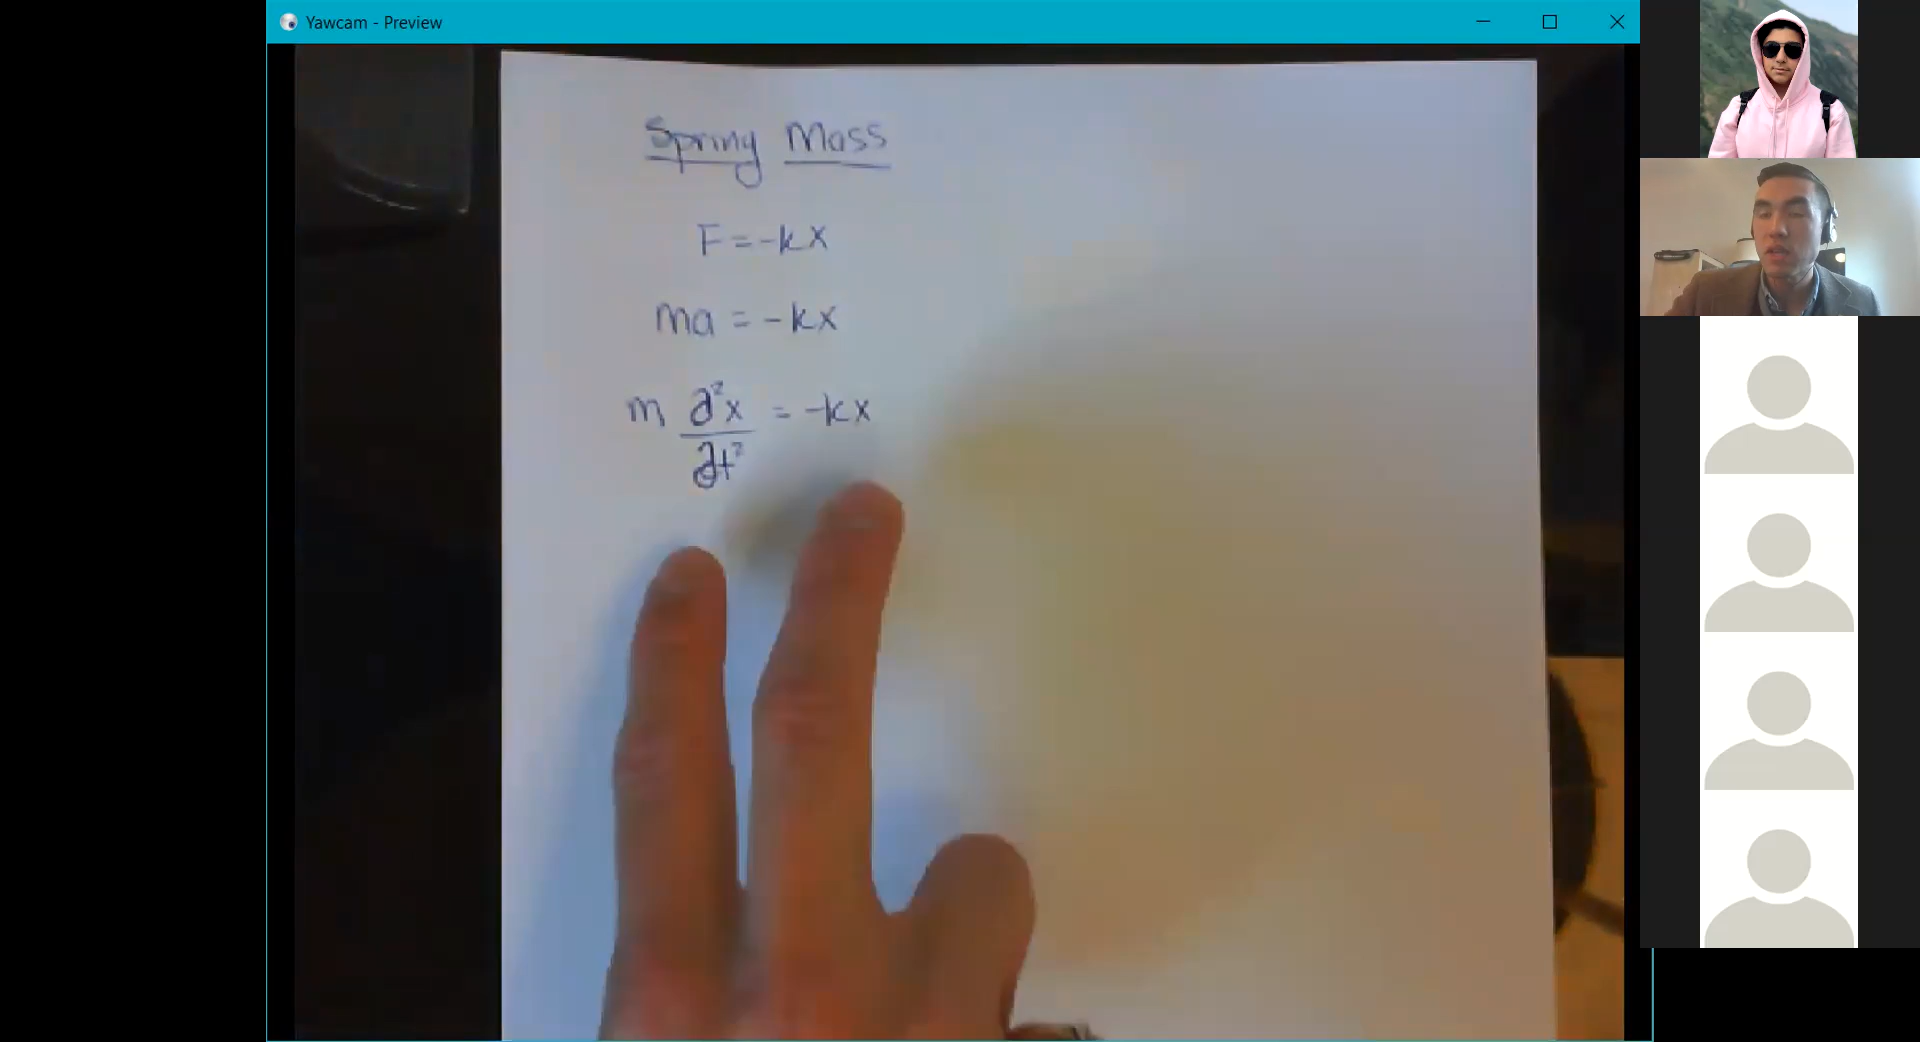 Yawcam - Preview
Spring Mass
F = -kx
ma = -kx
m ∂²x/∂t² = -kx